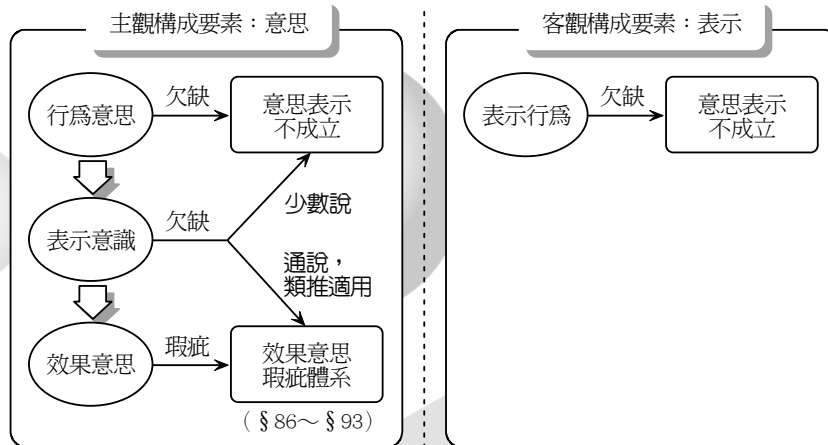 主觀構成要素：意思
客觀構成要素：表示
行為意思
欠缺
意思表示
不成立
表示行為
欠缺
意思表示
不成立
少數說
表示意識
欠缺
通說，
類推適用
效果意思
瑕疵
效果意思
瑕疵體系
（§86～§93）